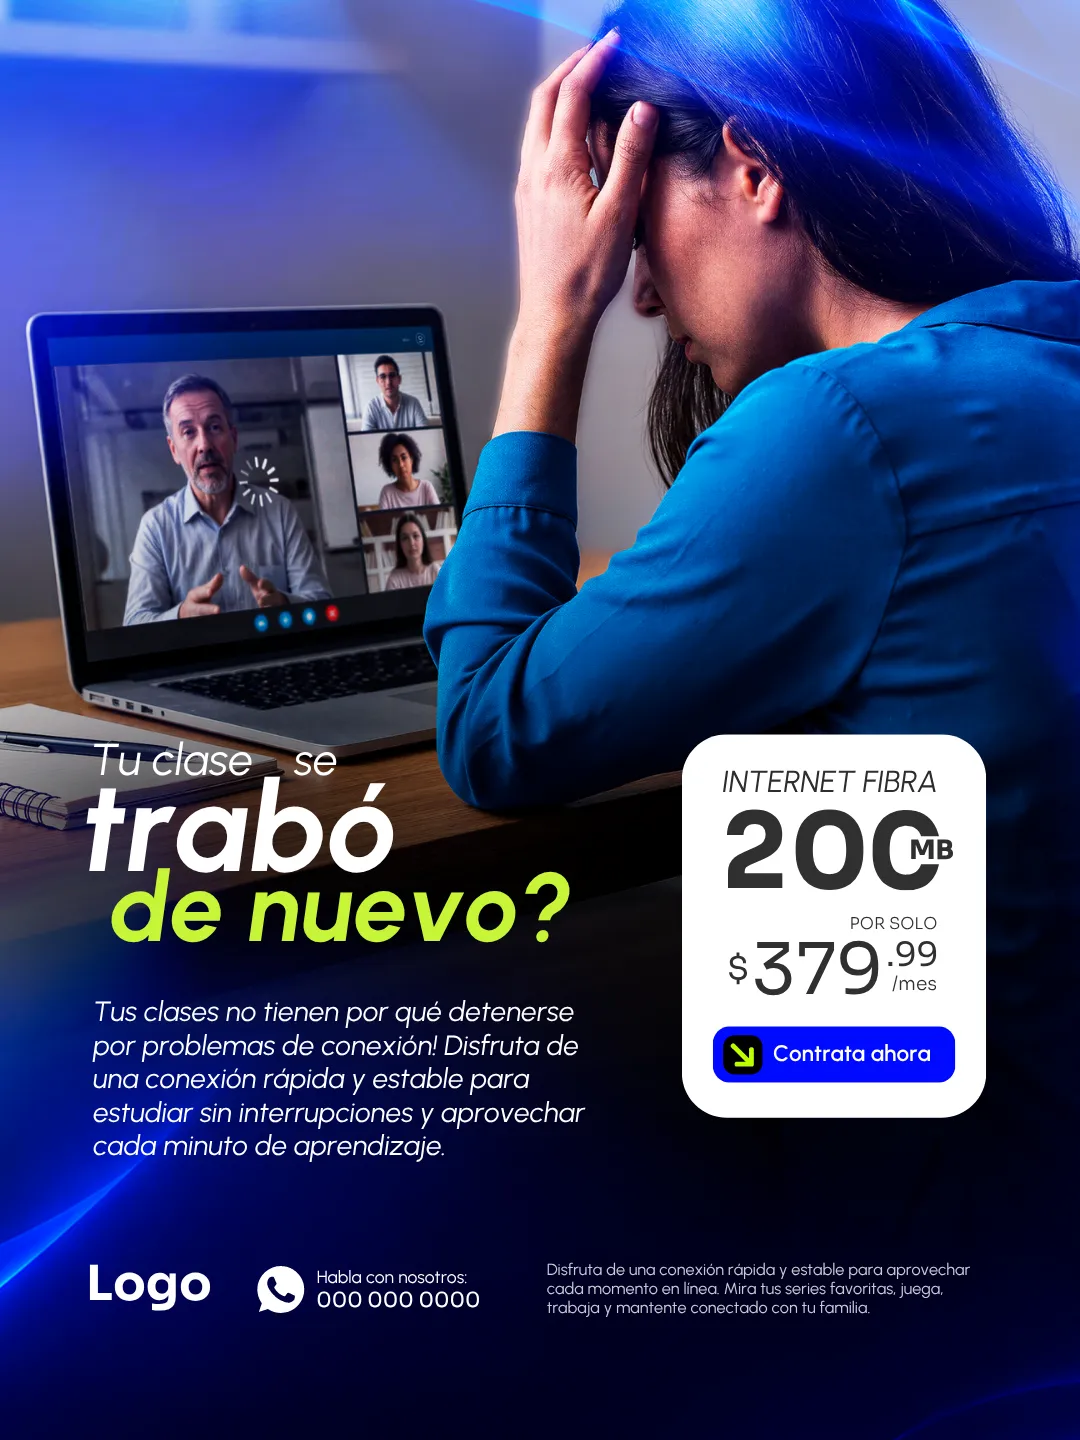 Tu clase se
trabó
de nuevo?
Tus clases no tienen por qué detenerse
por problemas de conexión! Disfruta de
una conexión rápida y estable para
estudiar sin interrupciones y aprovechar
cada minuto de aprendizaje.
INTERNET FIBRA
200 MB
POR SOLO
$379.99
/mes
Contrata ahora
Logo
Habla con nosotros:
000 000 0000
Disfruta de una conexión rápida y estable para aprovechar
cada momento en línea. Mira tus series favoritas, juega,
trabaja y mantente conectado con tu familia.